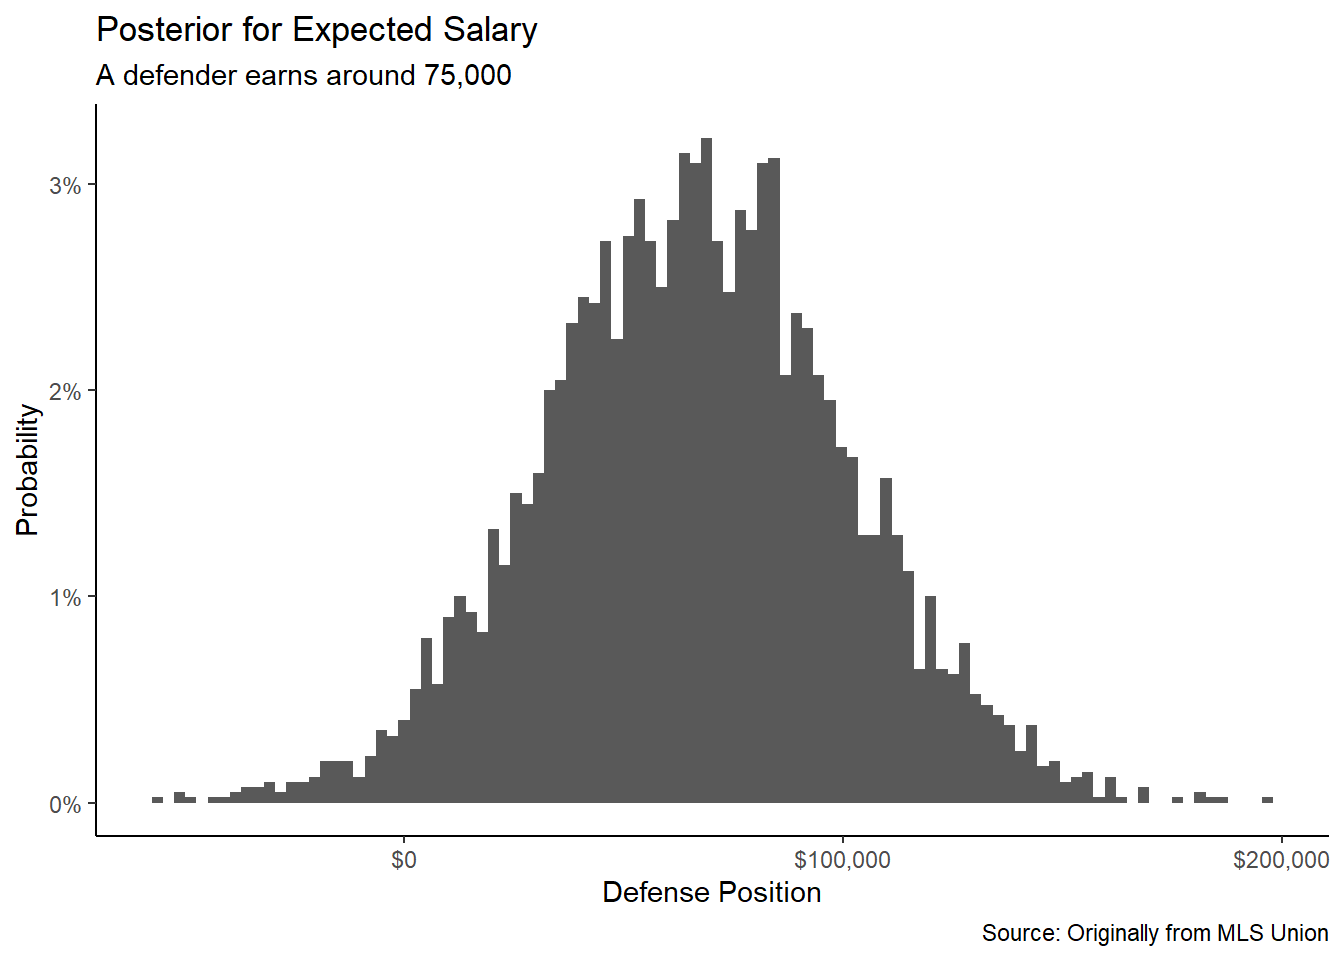 Posterior for Expected Salary
A defender earns around 75,000
3%
2%
1%
0%
Probability
$0
$100,000
$200,000
Defense Position
Source: Originally from MLS Union